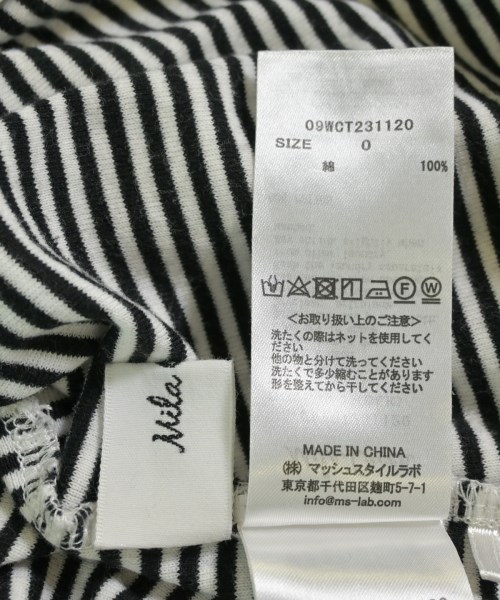 09WCT231120
SIZE 0
綿 100%
＜お取り扱い上のご注意＞
洗たくの際はネットを使用してく
ださい
他の物と分けて洗ってください
洗たくで多少縮むことがあります
形を整えてから干してください
MADE IN CHINA
(株) マッシュスタイルラボ
東京都千代田区麹町5-7-1
info@ms-lab.com
Mila